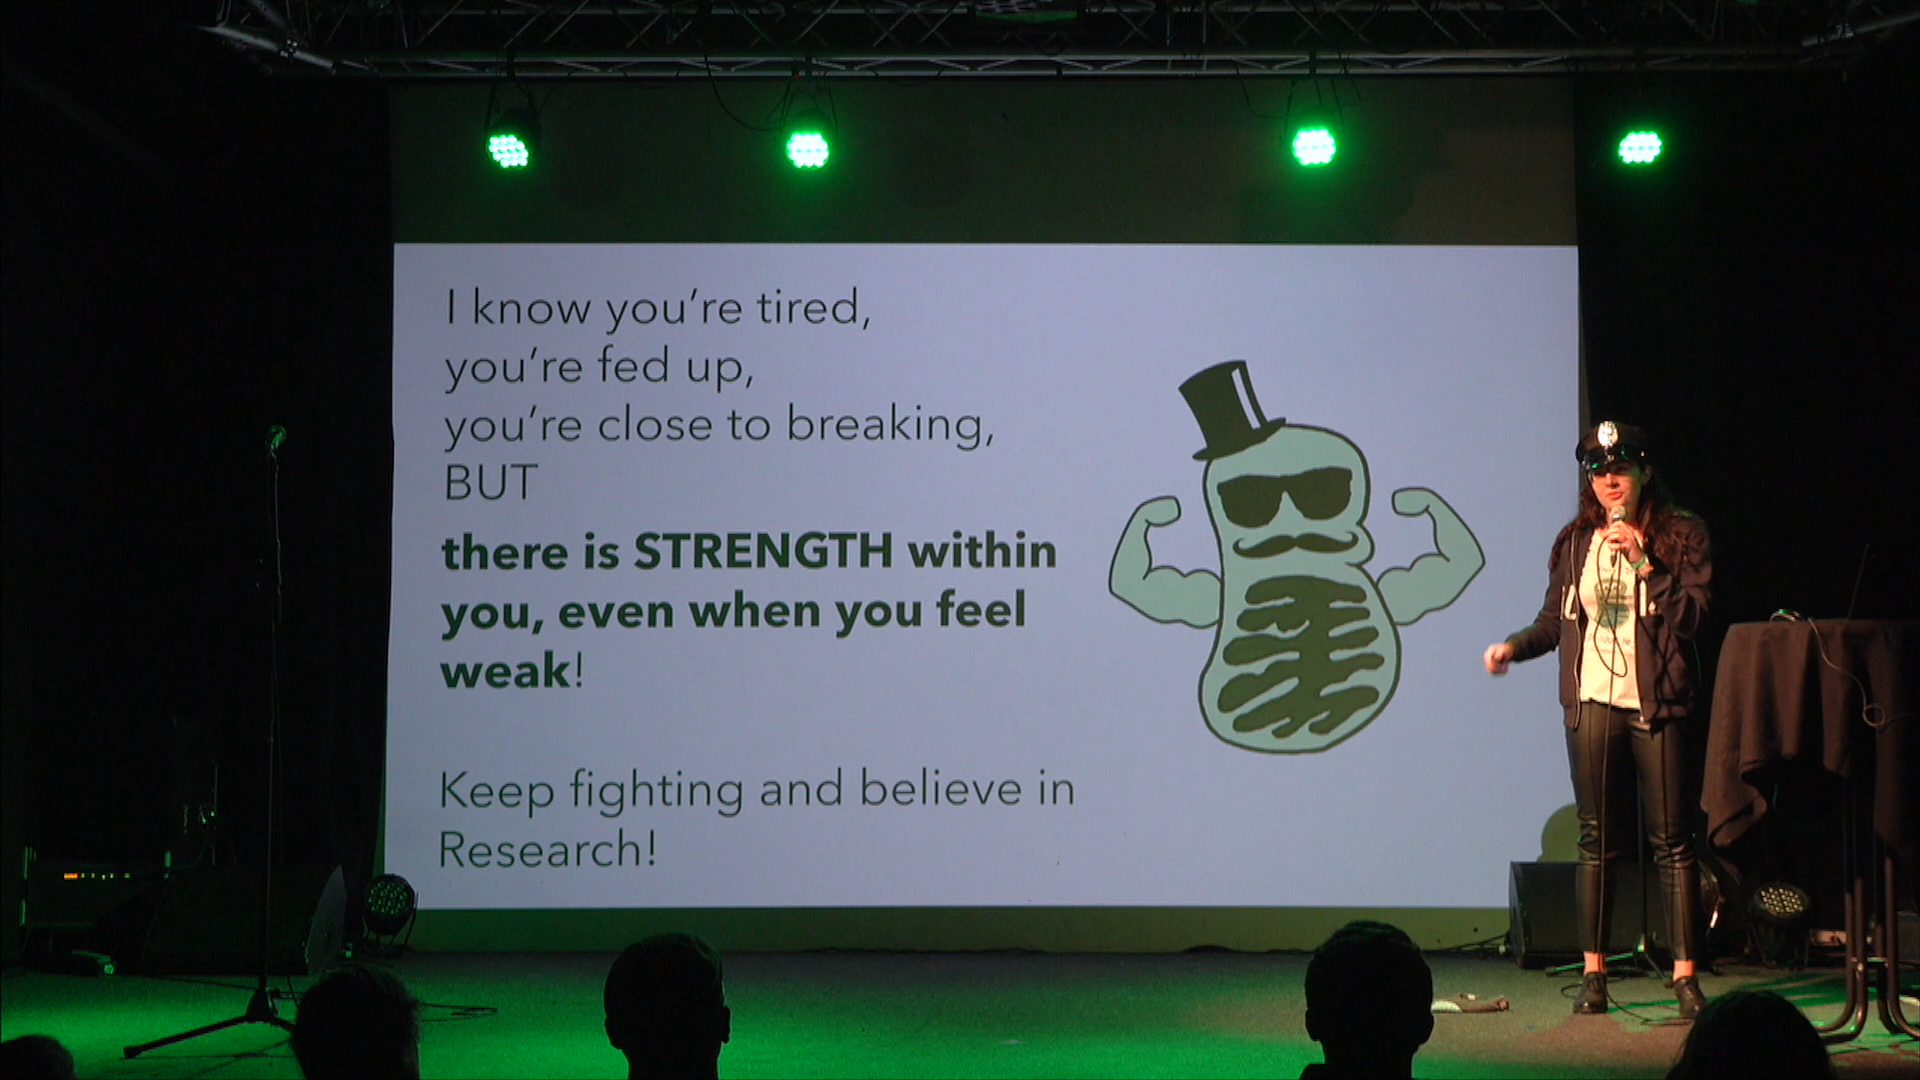 I know you’re tired,
you’re fed up,
you’re close to breaking,
BUT
there is STRENGTH within
you, even when you feel
weak!
Keep fighting and believe in
Research!